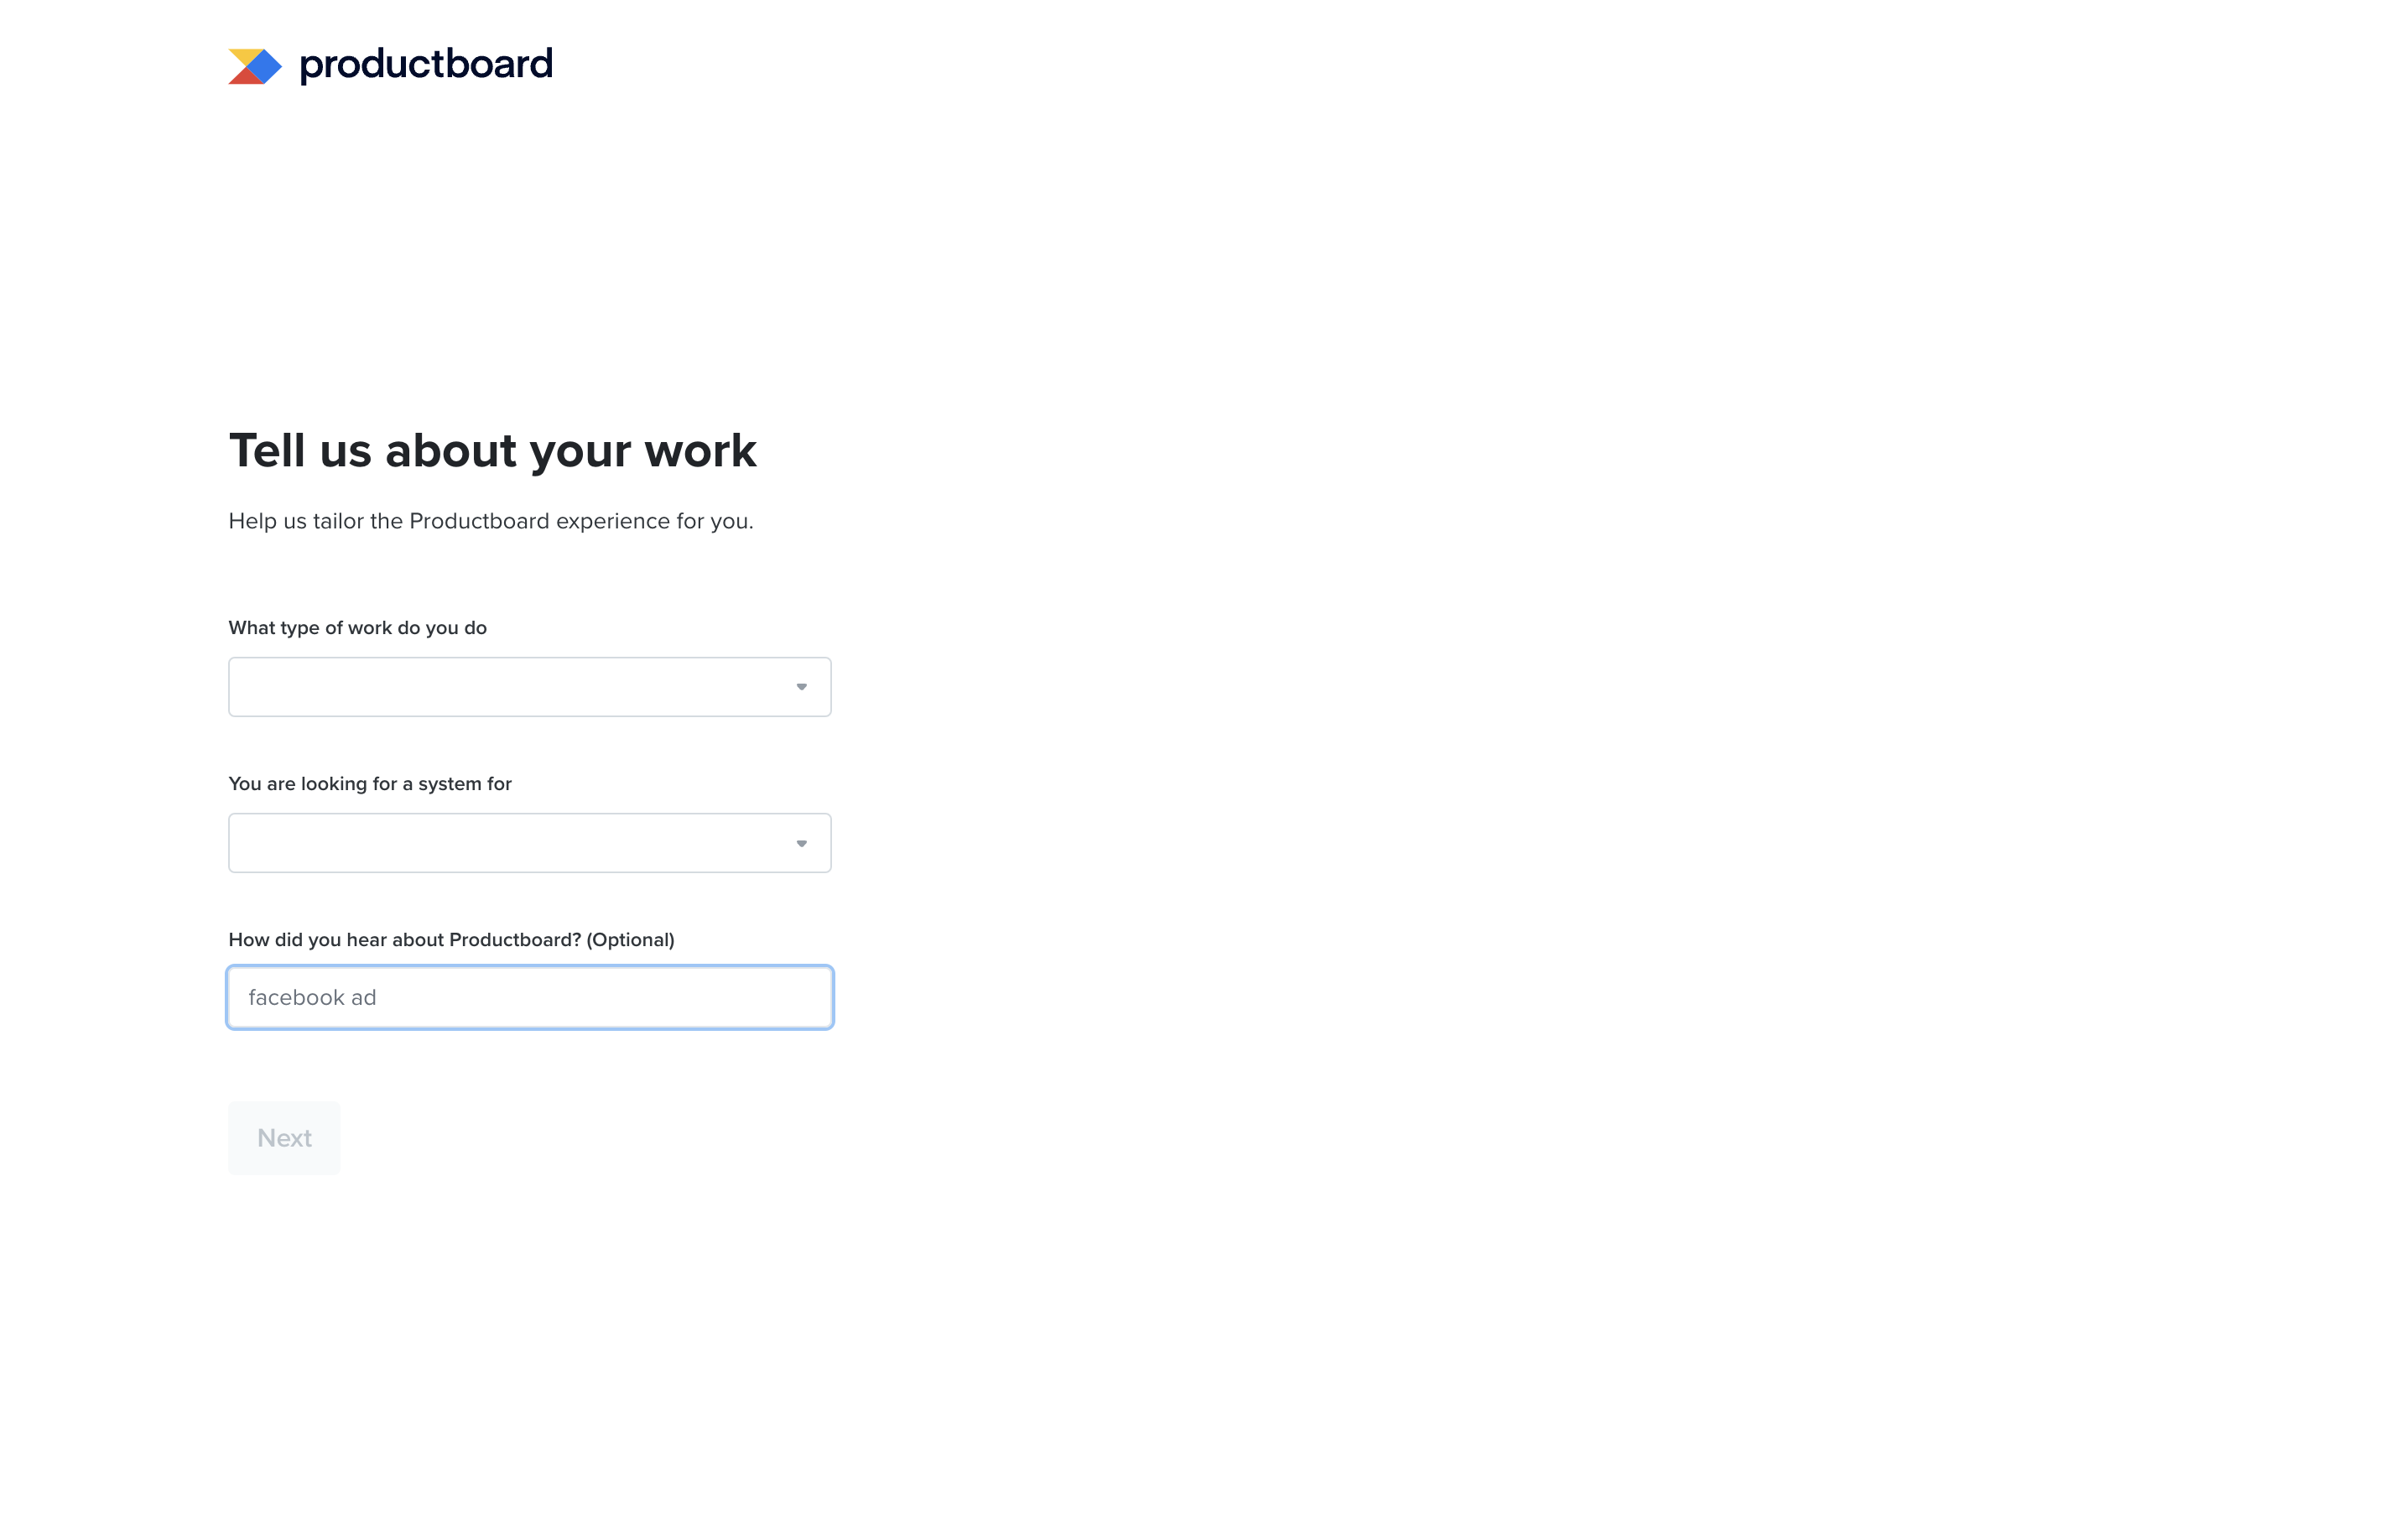 productboard
Tell us about your work
Help us tailor the Productboard experience for you.
What type of work do you do
You are looking for a system for
How did you hear about Productboard? (Optional)
facebook ad
Next